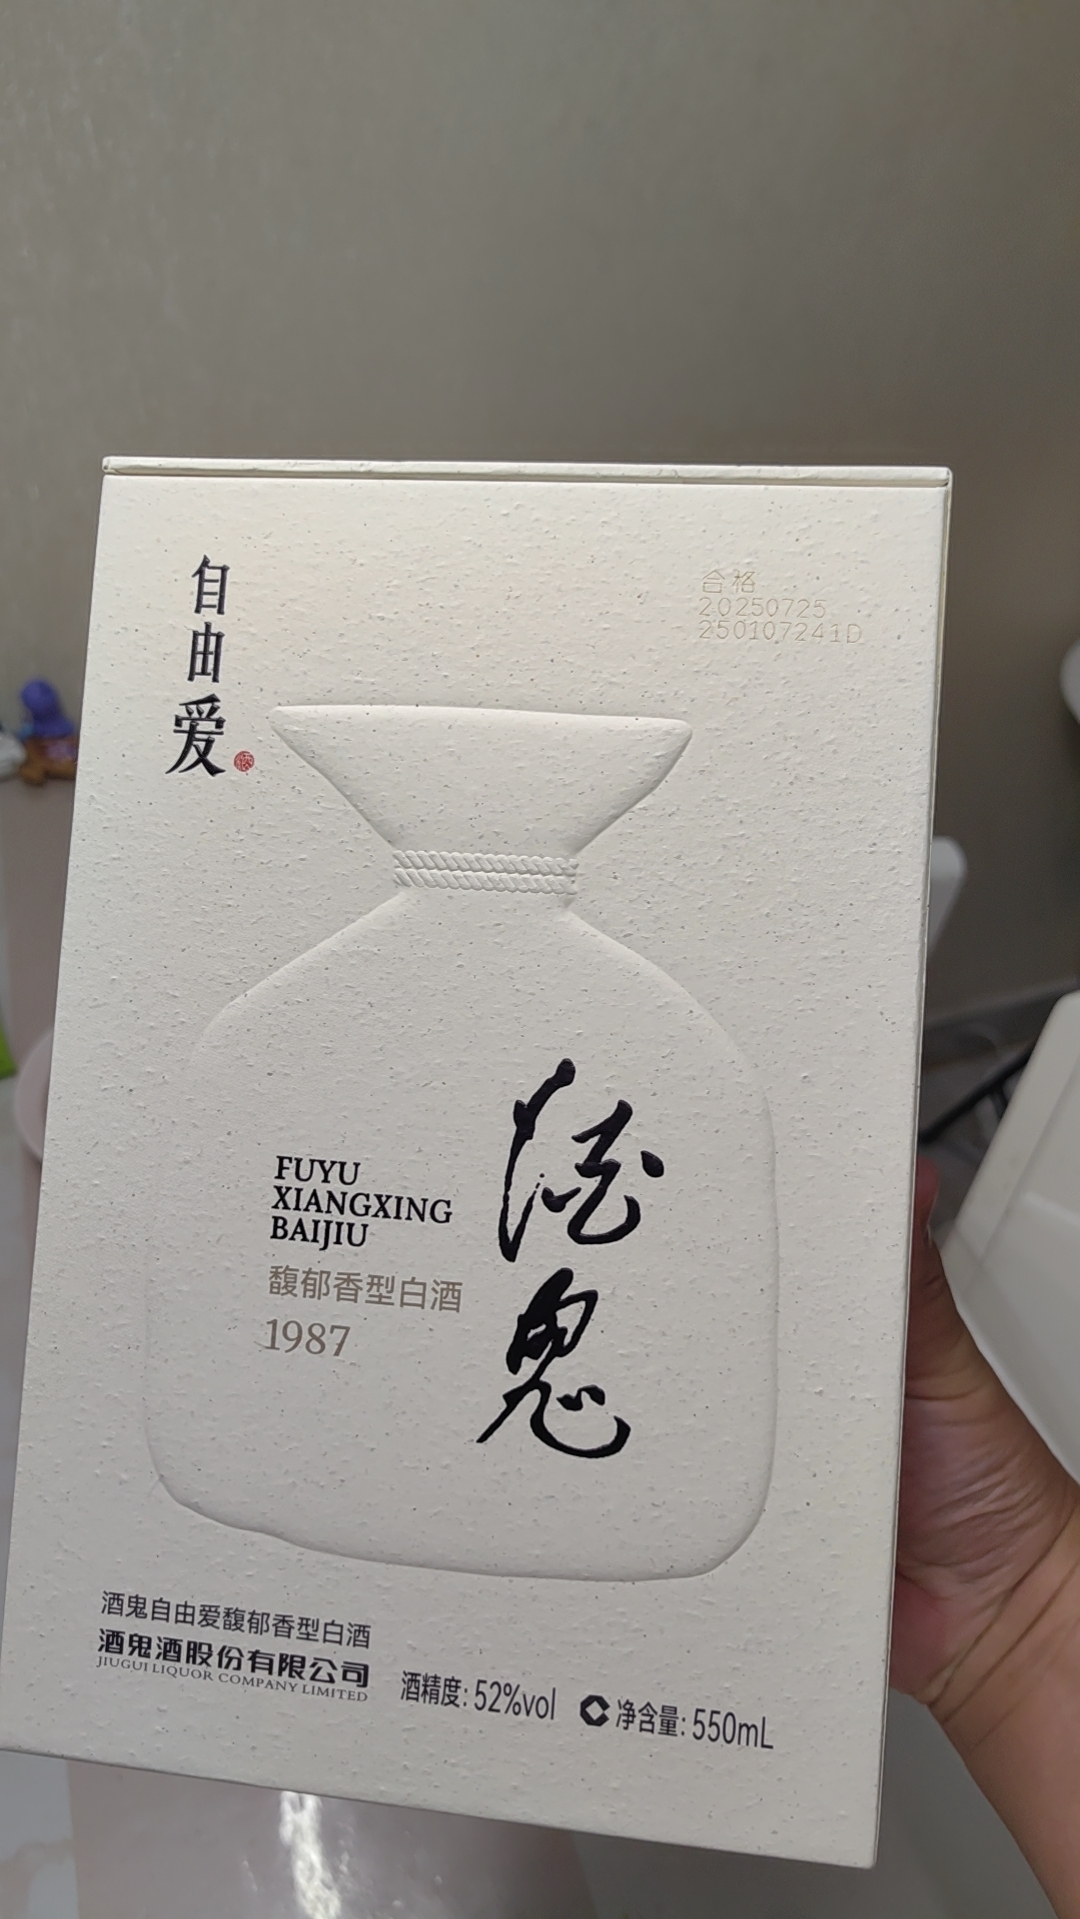 自由爱
合格
20250725
250107241D
酒鬼
FUYU
XIANGXING
BAIJIU
馥郁香型白酒
1987
酒鬼自由爱馥郁香型白酒
酒鬼酒股份有限公司
JIUGUI LIQUOR COMPANY LIMITED
酒精度: 52%vol
净含量: 550mL